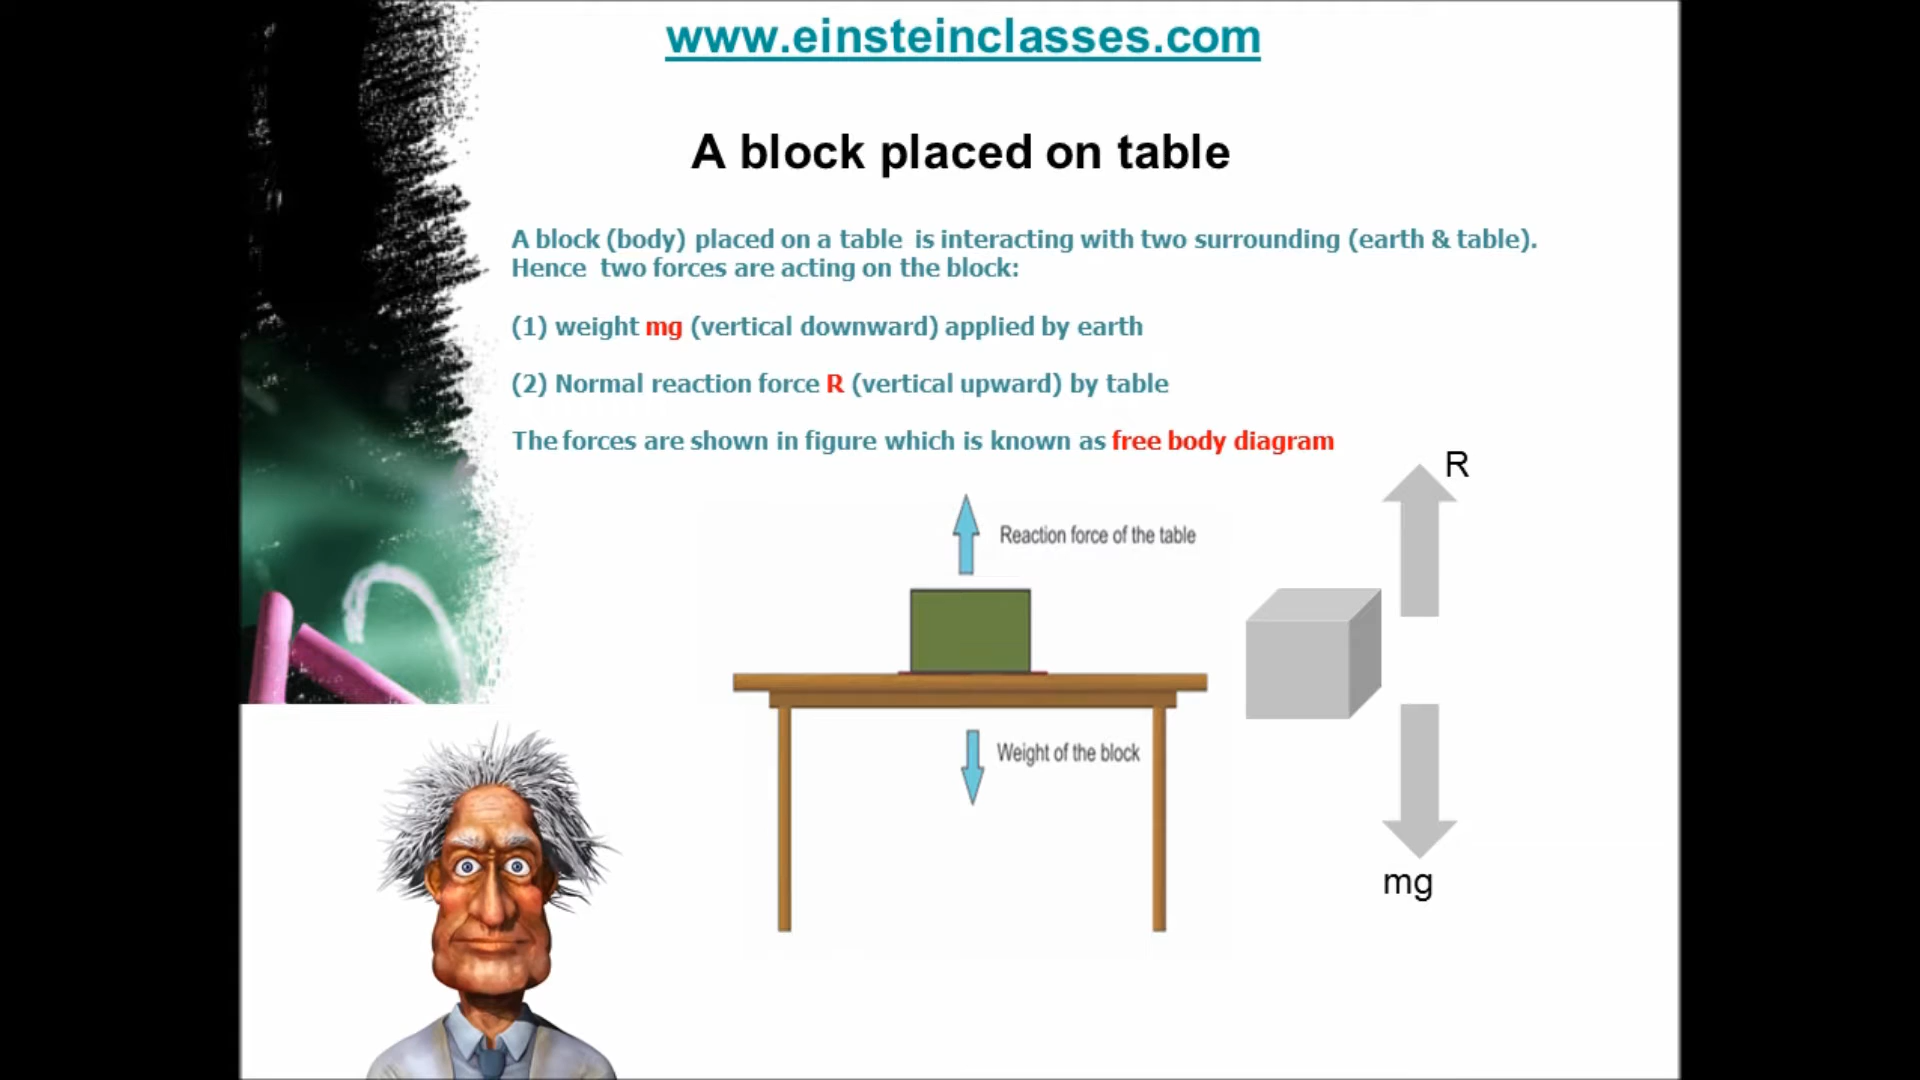 www.einsteinclasses.com
A block placed on table
A block (body) placed on a table is interacting with two surrounding (earth & table).
Hence two forces are acting on the block:
(1) weight mg (vertical downward) applied by earth
(2) Normal reaction force R (vertical upward) by table
The forces are shown in figure which is known as free body diagram
R
Reaction force of the table
Weight of the block
mg